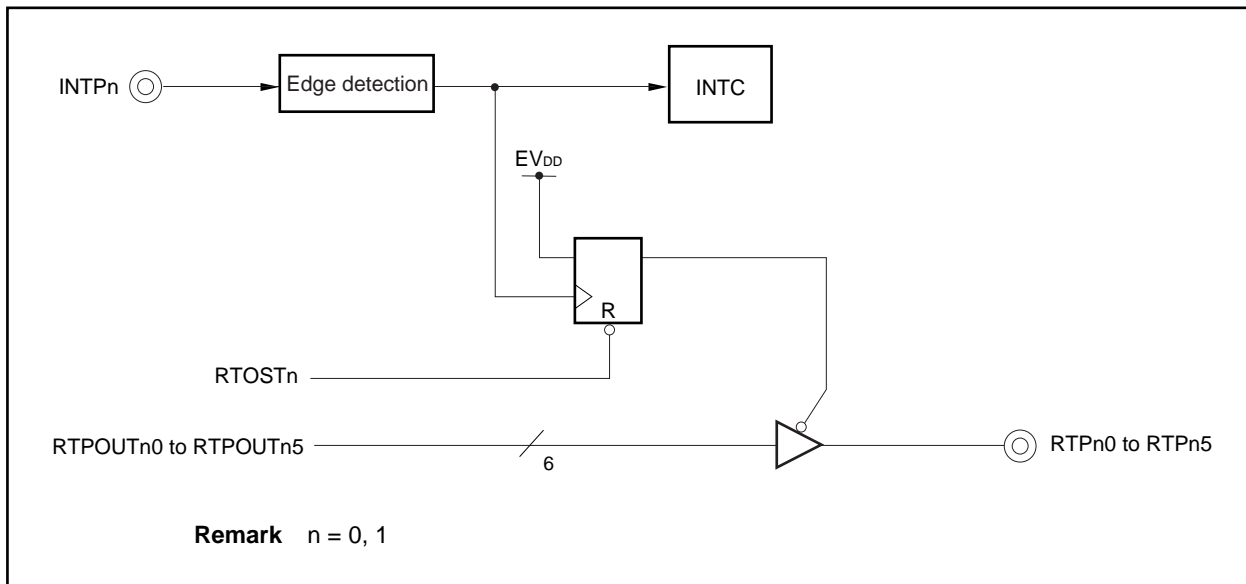 INTPn
Edge detection
INTC
EVDD
R
RTOSTn
RTPOUTn0 to RTPOUTn5
6
RTPn0 to RTPn5
Remark n = 0, 1